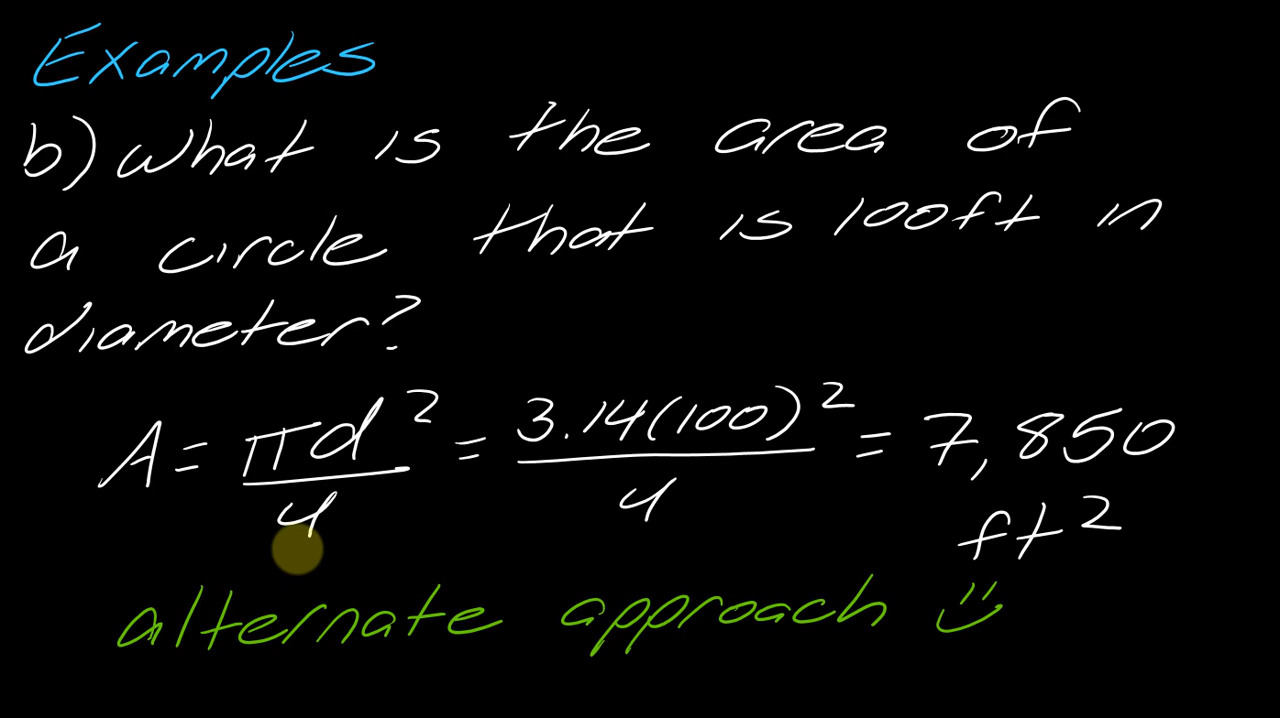 Examples
b) What is the area of
a circle that is 100ft in
diameter?
A = πd²/4 = 3.14(100)²/4 = 7,850
ft²
alternate approach :)